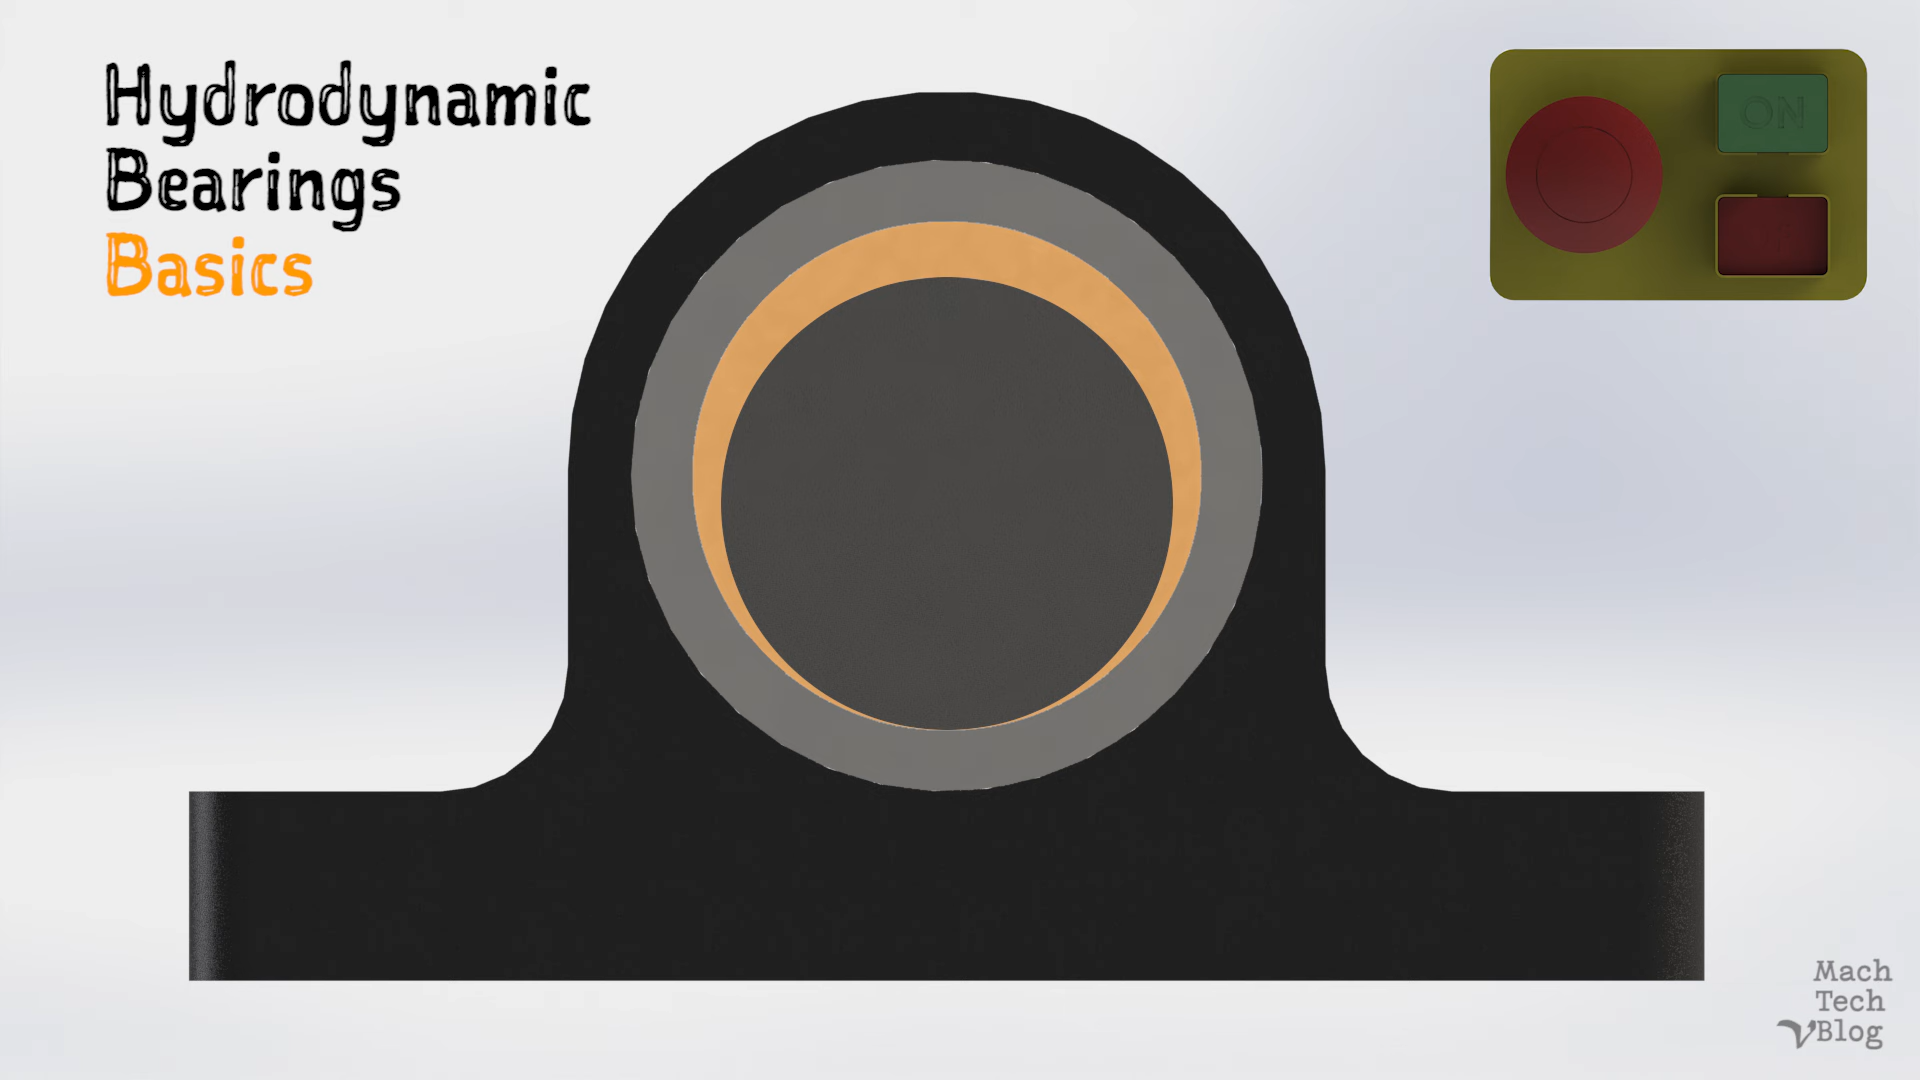 Hydrodynamic
Bearings
Basics
ON
Mach
Tech
Blog